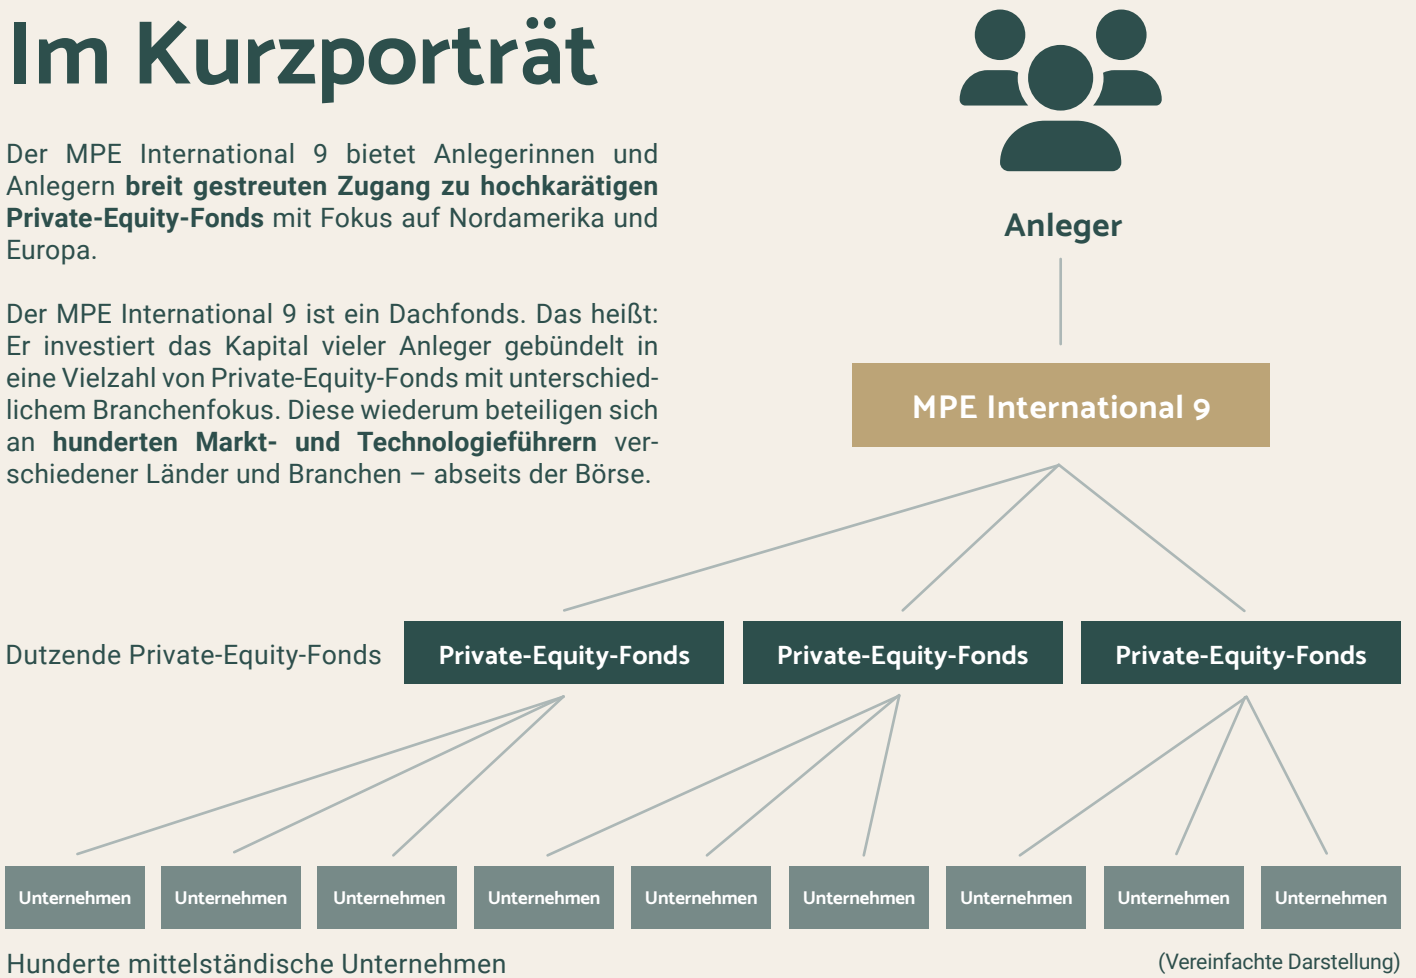 Im Kurzporträt
Der MPE International 9 bietet Anlegerinnen und
Anlegern breit gestreuten Zugang zu hochkarätigen
Private-Equity-Fonds mit Fokus auf Nordamerika und
Europa.
Der MPE International 9 ist ein Dachfonds. Das heißt:
Er investiert das Kapital vieler Anleger gebündelt in
eine Vielzahl von Private-Equity-Fonds mit unterschied-
lichem Branchenfokus. Diese wiederum beteiligen sich
an hunderten Markt- und Technologieführern ver-
schiedener Länder und Branchen – abseits der Börse.
Anleger
MPE International 9
Dutzende Private-Equity-Fonds
Private-Equity-Fonds
Private-Equity-Fonds
Private-Equity-Fonds
Unternehmen
Unternehmen
Unternehmen
Unternehmen
Unternehmen
Unternehmen
Unternehmen
Unternehmen
Unternehmen
Hunderte mittelständische Unternehmen
(Vereinfachte Darstellung)